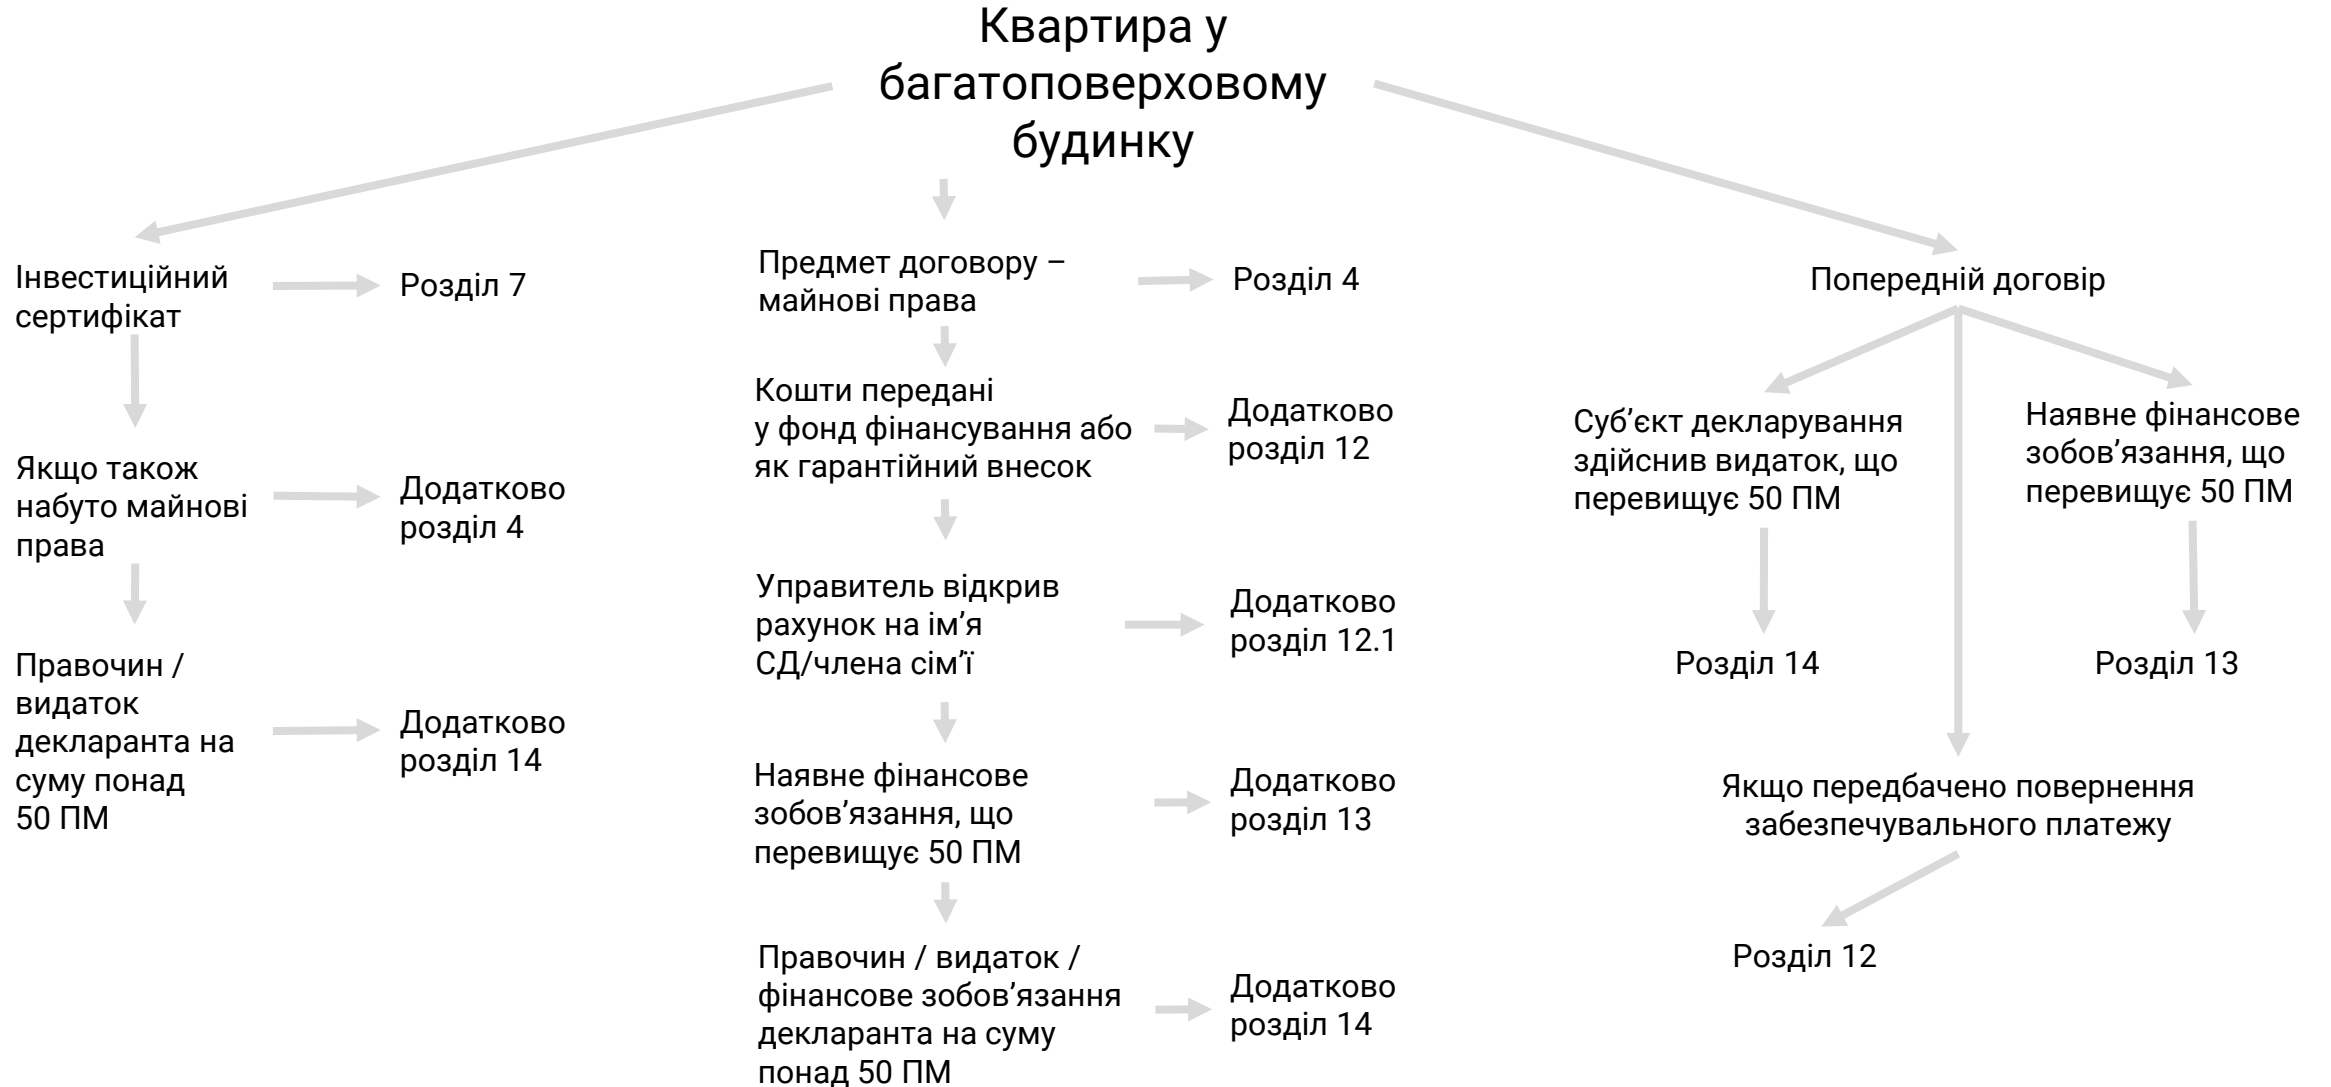 Квартира у
багатоповерховому
будинку
Інвестиційний
сертифікат
Розділ 7
Якщо також
набуто майнові
права
Додатково
розділ 4
Правочин /
видаток
декларанта на
суму понад
50 ПМ
Додатково
розділ 14
Предмет договору –
майнові права
Розділ 4
Кошти передані
у фонд фінансування або
як гарантійний внесок
Додатково
розділ 12
Управитель відкрив
рахунок на ім’я
СД/члена сім’ї
Додатково
розділ 12.1
Наявне фінансове
зобов’язання, що
перевищує 50 ПМ
Додатково
розділ 13
Правочин / видаток /
фінансове зобов’язання
декларанта на суму
понад 50 ПМ
Додатково
розділ 14
Попередній договір
Суб’єкт декларування
здійснив видаток, що
перевищує 50 ПМ
Розділ 14
Наявне фінансове
зобов’язання, що
перевищує 50 ПМ
Розділ 13
Якщо передбачено повернення
забезпечувального платежу
Розділ 12